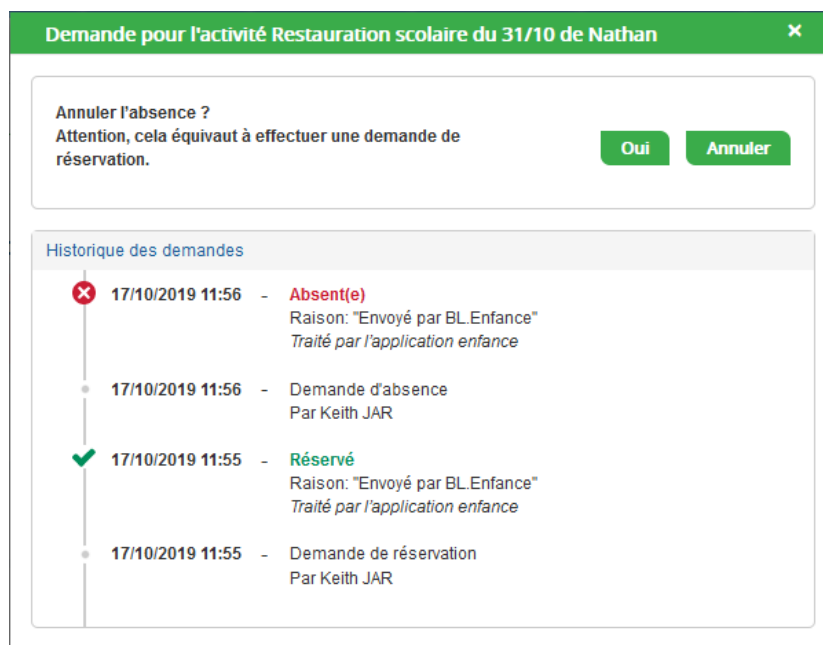 Demande pour l'activité Restauration scolaire du 31/10 de Nathan ×
Annuler l'absence ?
Attention, cela équivaut à effectuer une demande de
réservation.
Oui Annuler
Historique des demandes
17/10/2019 11:56 - Absent(e)
Raison: "Envoyé par BL.Enfance"
Traité par l'application enfance
17/10/2019 11:56 - Demande d'absence
Par Keith JAR
17/10/2019 11:55 - Réservé
Raison: "Envoyé par BL.Enfance"
Traité par l'application enfance
17/10/2019 11:55 - Demande de réservation
Par Keith JAR